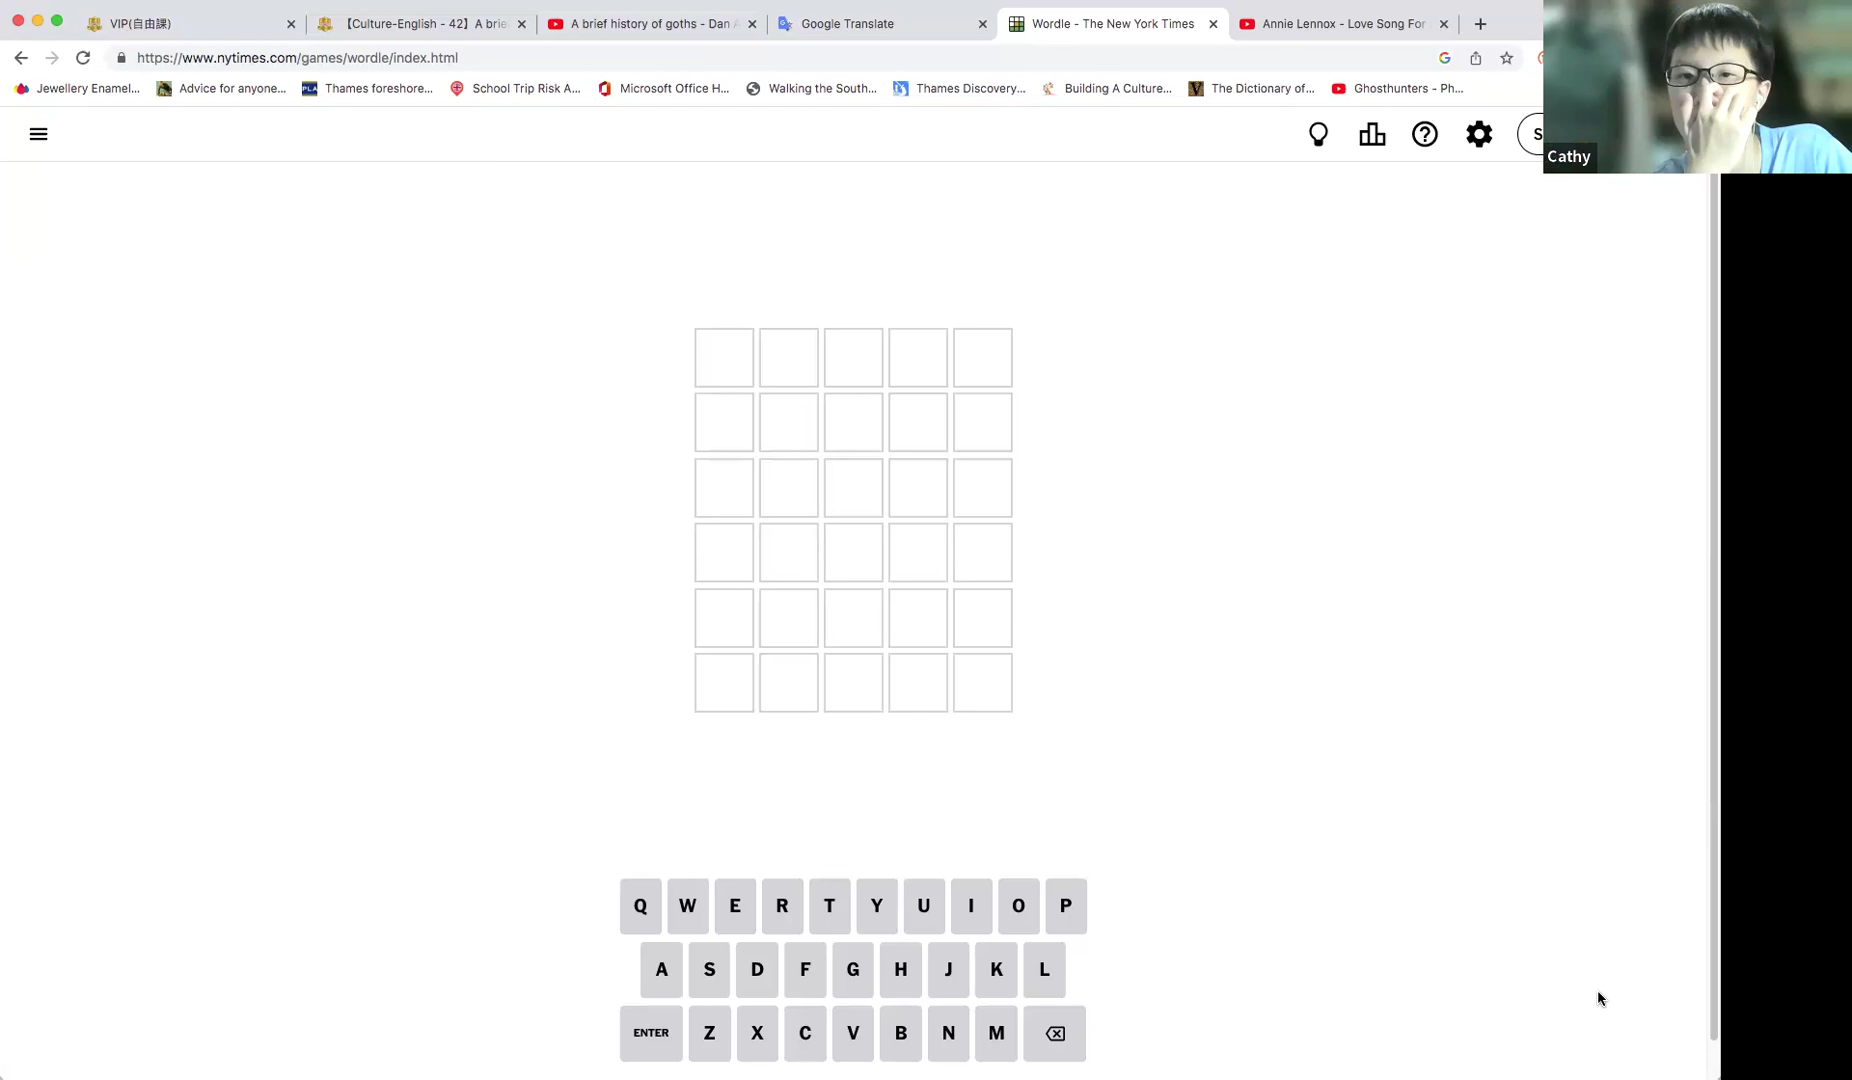 VIP(自由課)
【Culture-English - 42】A brie
A brief history of goths - Dan A
Google Translate
Wordle - The New York Times
Annie Lennox - Love Song For
https://www.nytimes.com/games/wordle/index.html
Jewellery Enamel...
Advice for anyone...
PLA
Thames foreshore...
School Trip Risk A...
Microsoft Office H...
Walking the South...
Thames Discovery...
Building A Culture...
The Dictionary of...
Ghosthunters - Ph...
S
Cathy
Q W E R T Y U I O P
A S D F G H J K L
ENTER Z X C V B N M